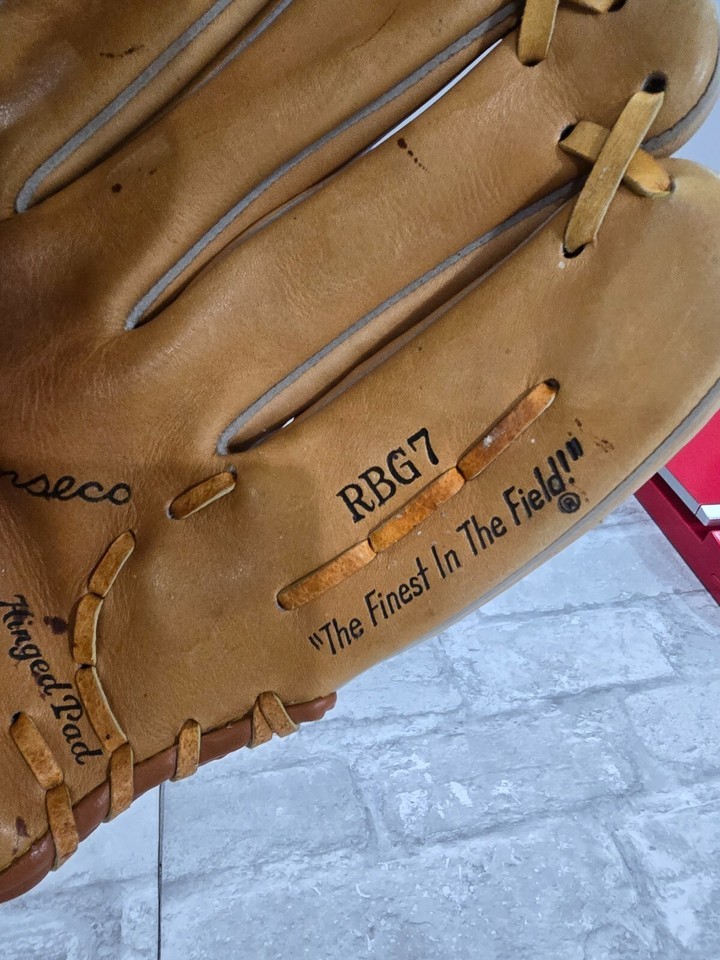 nseco
RBG7
"The Finest In The Field!"®
Hinged Pad